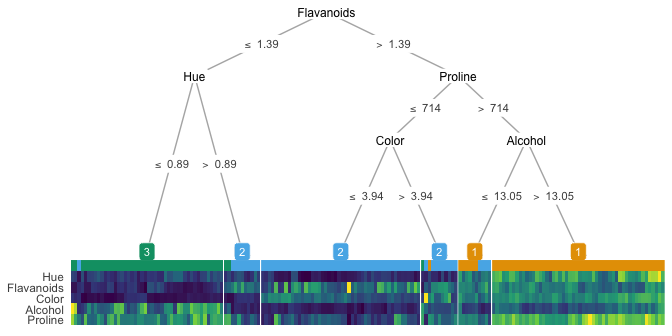 Flavanoids
≤ 1.39 > 1.39
Hue Proline
≤ 714 > 714
Color Alcohol
≤ 0.89 > 0.89
≤ 3.94 > 3.94 ≤ 13.05 > 13.05
3 2 2 2 1 1
Hue
Flavanoids
Color
Alcohol
Proline